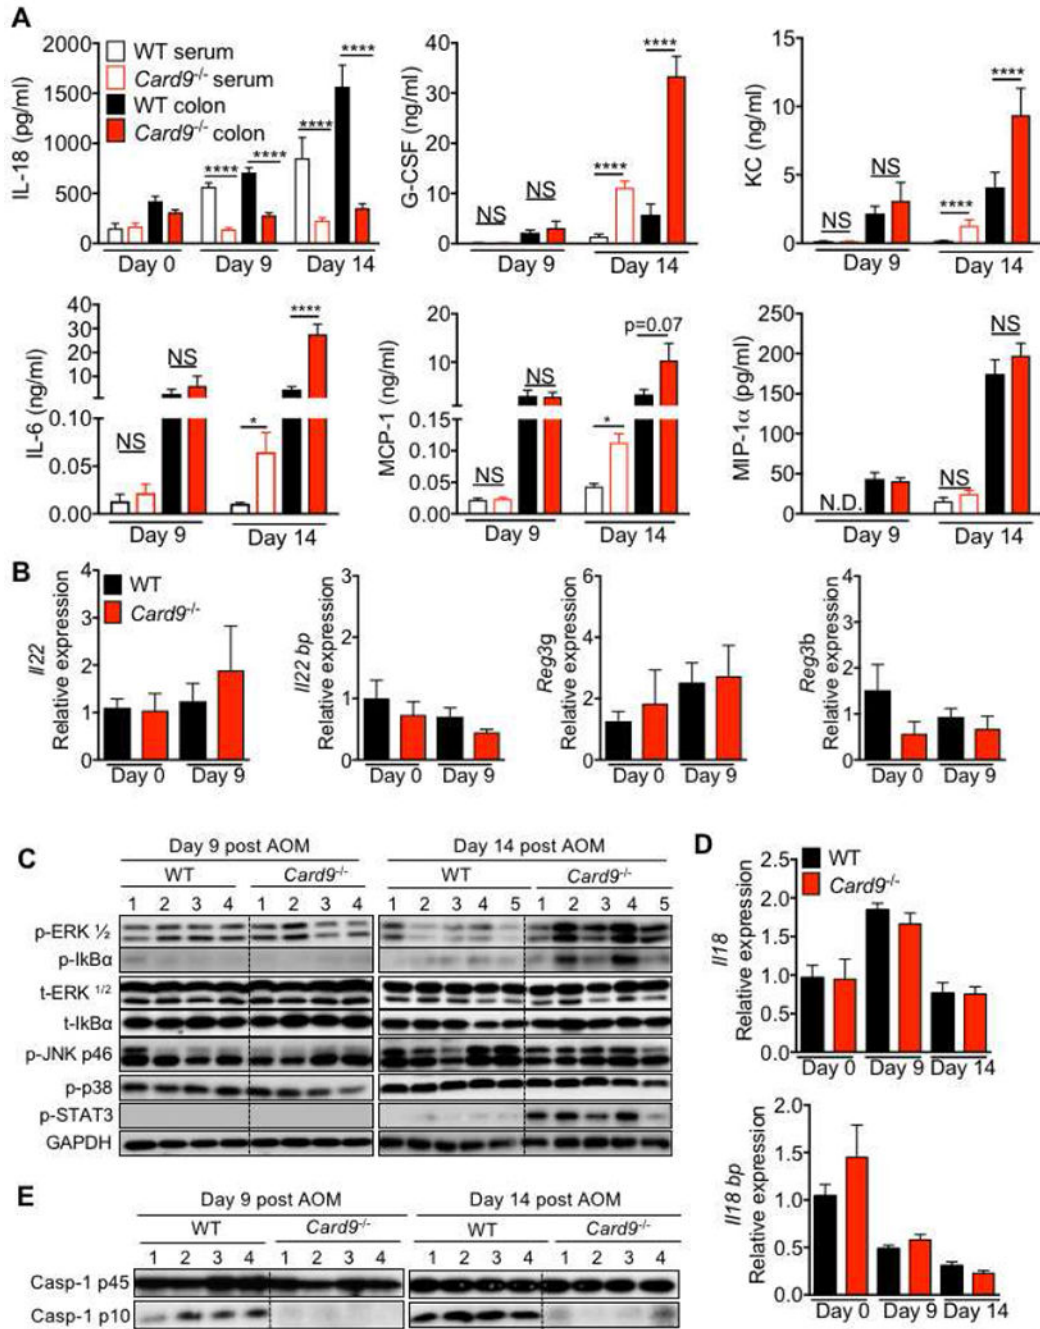 A
IL-18 (pg/ml)
2000
1500
1000
500
0
WT serum
Card9-/- serum
WT colon
Card9-/- colon
****
****
****
****
Day 0
Day 9
Day 14
G-CSF (ng/ml)
40
30
20
10
0
NS
NS
****
****
Day 9
Day 14
KC (ng/ml)
15
10
5
0
NS
NS
****
****
Day 9
Day 14
IL-6 (ng/ml)
40
30
20
10
0.10
0.05
0.00
NS
NS
*
****
Day 9
Day 14
MCP-1 (ng/ml)
20
10
0.15
0.10
0.05
0.00
NS
NS
*
p=0.07
Day 9
Day 14
MIP-1α (pg/ml)
250
200
150
100
50
0
N.D.
NS
NS
Day 9
Day 14
B
Il22
Relative expression
4
3
2
1
0
WT
Card9-/-
Day 0
Day 9
Il22 bp
Relative expression
3
2
1
0
Day 0
Day 9
Reg3g
Relative expression
6
4
2
0
Day 0
Day 9
Reg3b
Relative expression
4
3
2
1
0
Day 0
Day 9
C
Day 9 post AOM
Day 14 post AOM
WT
Card9-/-
WT
Card9-/-
1 2 3 4 1 2 3 4 1 2 3 4 5 1 2 3 4 5
p-ERK ½
p-IkBα
t-ERK 1/2
t-IkBα
p-JNK p46
p-p38
p-STAT3
GAPDH
D
WT
Card9-/-
Il18
Relative expression
2.5
2.0
1.5
1.0
0.5
0.0
Day 0
Day 9
Day 14
Il18 bp
Relative expression
2.0
1.5
1.0
0.5
0.0
Day 0
Day 9
Day 14
E
Day 9 post AOM
Day 14 post AOM
WT
Card9-/-
WT
Card9-/-
1 2 3 4 1 2 3 4 1 2 3 4 1 2 3 4
Casp-1 p45
Casp-1 p10